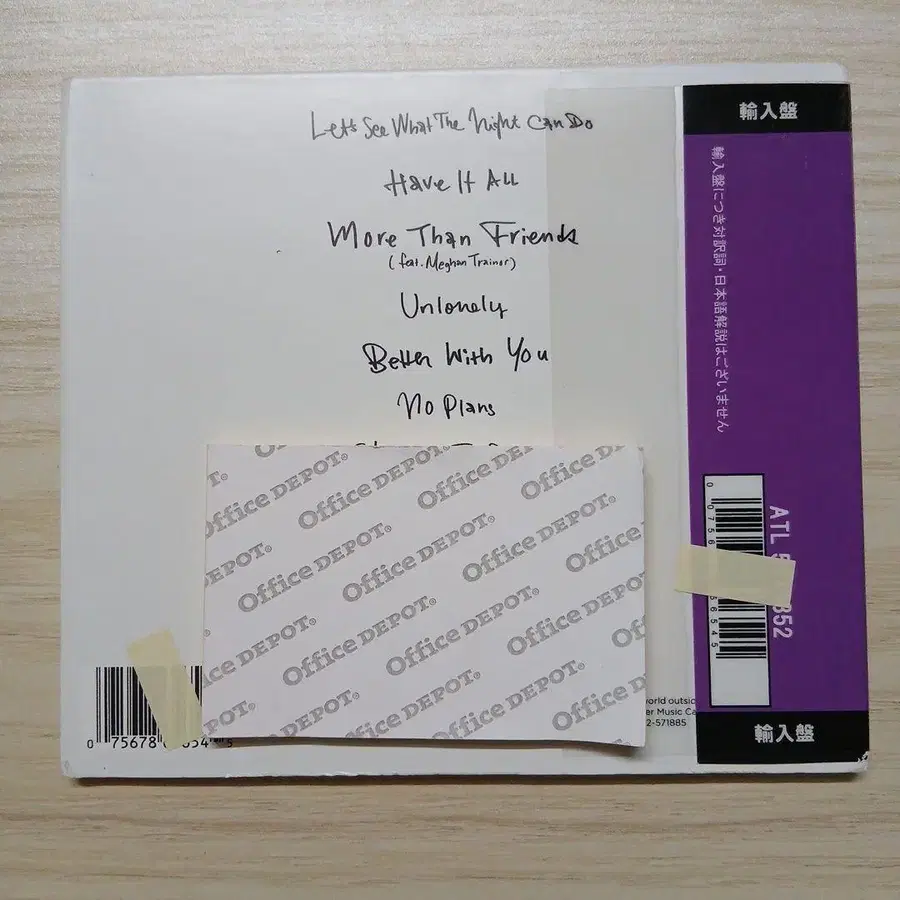 Let's See What The Night Can Do
Have It All
More Than Friends
(feat. Meghan Trainor)
Unlonely
Better With You
No Plans
Office DEPOT®
Office DEPOT®
Office DEPOT®
Office DEPOT®
Office DEPOT®
Office DEPOT®
Office DEPOT®
Office DEPOT®
world outsid
er Music Ca
2-571885
0 75678
輸入盤
輸入盤につき対訳詞・日本語解説はございません
ATL
352
輸入盤